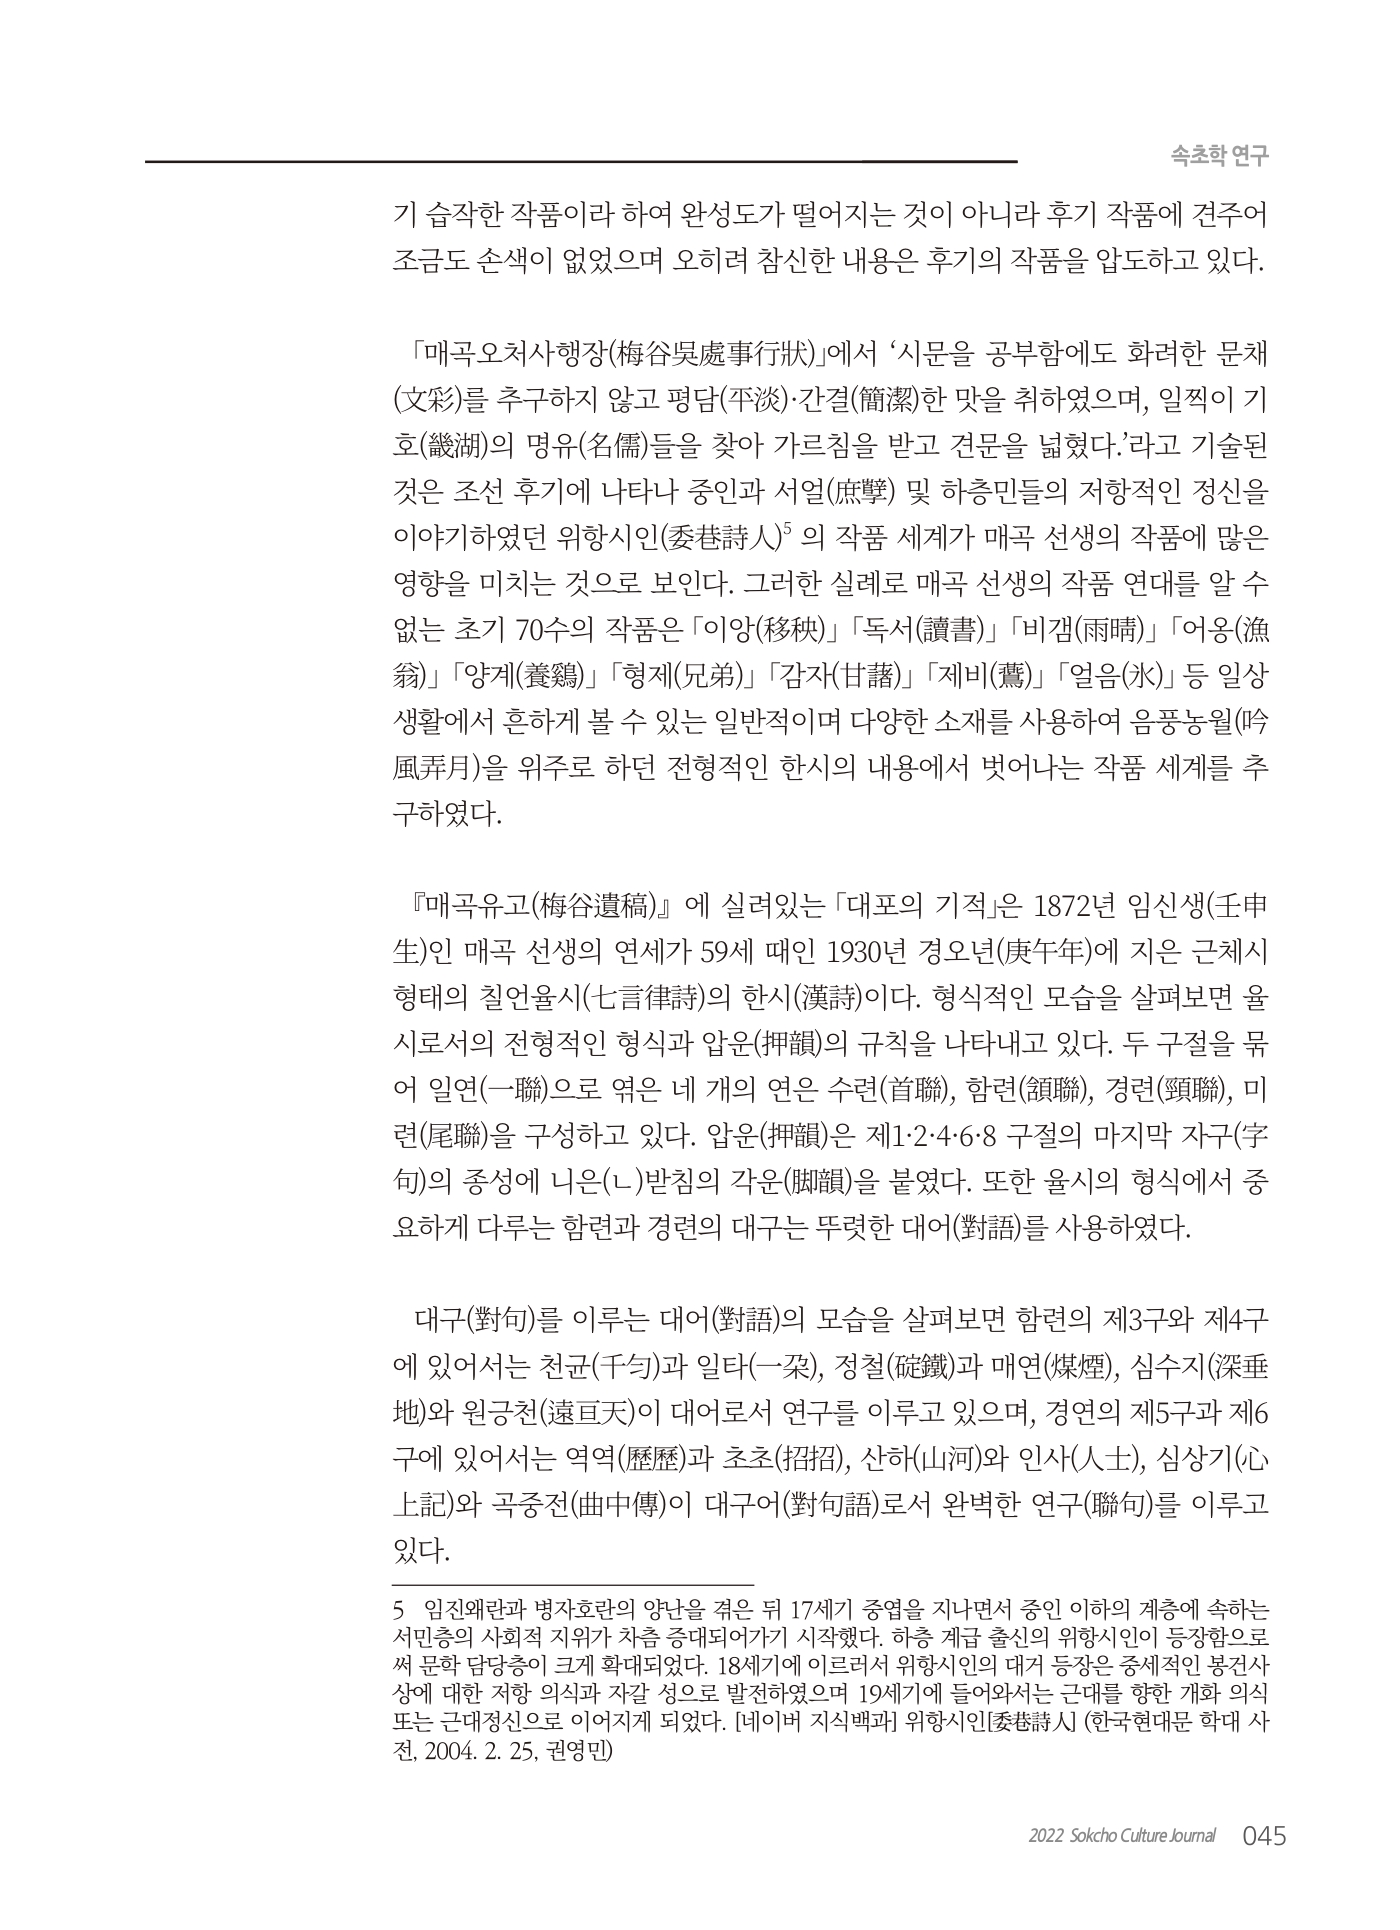 속초학 연구
기 습작한 작품이라 하여 완성도가 떨어지는 것이 아니라 후기 작품에 견주어
조금도 손색이 없었으며 오히려 참신한 내용은 후기의 작품을 압도하고 있다.
「매곡오처사행장(梅谷吳處事行狀)」에서 ‘시문을 공부함에도 화려한 문채
(文彩)를 추구하지 않고 평담(平淡)·간결(簡潔)한 맛을 취하였으며, 일찍이 기
호(畿湖)의 명유(名儒)들을 찾아 가르침을 받고 견문을 넓혔다.’라고 기술된
것은 조선 후기에 나타나 중인과 서얼(庶孼) 및 하층민들의 저항적인 정신을
이야기하였던 위항시인(委巷詩人)5 의 작품 세계가 매곡 선생의 작품에 많은
영향을 미치는 것으로 보인다. 그러한 실례로 매곡 선생의 작품 연대를 알 수
없는 초기 70수의 작품은 「이앙(移秧)」 「독서(讀書)」 「비갬(雨晴)」 「어옹(漁
翁)」 「양계(養鷄)」 「형제(兄弟)」 「감자(甘藷)」 「제비(鷰)」 「얼음(氷)」 등 일상
생활에서 흔하게 볼 수 있는 일반적이며 다양한 소재를 사용하여 음풍농월(吟
風弄月)을 위주로 하던 전형적인 한시의 내용에서 벗어나는 작품 세계를 추
구하였다.
『매곡유고(梅谷遺稿)』에 실려있는 「대포의 기적」은 1872년 임신생(壬申
生)인 매곡 선생의 연세가 59세 때인 1930년 경오년(庚午年)에 지은 근체시
형태의 칠언율시(七言律詩)의 한시(漢詩)이다. 형식적인 모습을 살펴보면 율
시로서의 전형적인 형식과 압운(押韻)의 규칙을 나타내고 있다. 두 구절을 묶
어 일연(一聯)으로 엮은 네 개의 연은 수련(首聯), 함련(頷聯), 경련(頸聯), 미
련(尾聯)을 구성하고 있다. 압운(押韻)은 제1·2·4·6·8 구절의 마지막 자구(字
句)의 종성에 니은(ㄴ)받침의 각운(脚韻)을 붙였다. 또한 율시의 형식에서 중
요하게 다루는 함련과 경련의 대구는 뚜렷한 대어(對語)를 사용하였다.
대구(對句)를 이루는 대어(對語)의 모습을 살펴보면 함련의 제3구와 제4구
에 있어서는 천균(千勻)과 일타(一朶), 정철(碇鐵)과 매연(煤煙), 심수지(深垂
地)와 원긍천(遠亘天)이 대어로서 연구를 이루고 있으며, 경연의 제5구과 제6
구에 있어서는 역역(歷歷)과 초초(招招), 산하(山河)와 인사(人士), 심상기(心
上記)와 곡중전(曲中傳)이 대구어(對句語)로서 완벽한 연구(聯句)를 이루고
있다.
5 임진왜란과 병자호란의 양난을 겪은 뒤 17세기 중엽을 지나면서 중인 이하의 계층에 속하는
서민층의 사회적 지위가 차츰 증대되어가기 시작했다. 하층 계급 출신의 위항시인이 등장함으로
써 문학 담당층이 크게 확대되었다. 18세기에 이르러서 위항시인의 대거 등장은 중세적인 봉건사
상에 대한 저항 의식과 자갈 성으로 발전하였으며 19세기에 들어와서는 근대를 향한 개화 의식
또는 근대정신으로 이어지게 되었다. [네이버 지식백과] 위항시인[委巷詩人] (한국현대문 학대 사
전, 2004. 2. 25, 권영민)
2022 Sokcho Culture Journal 045